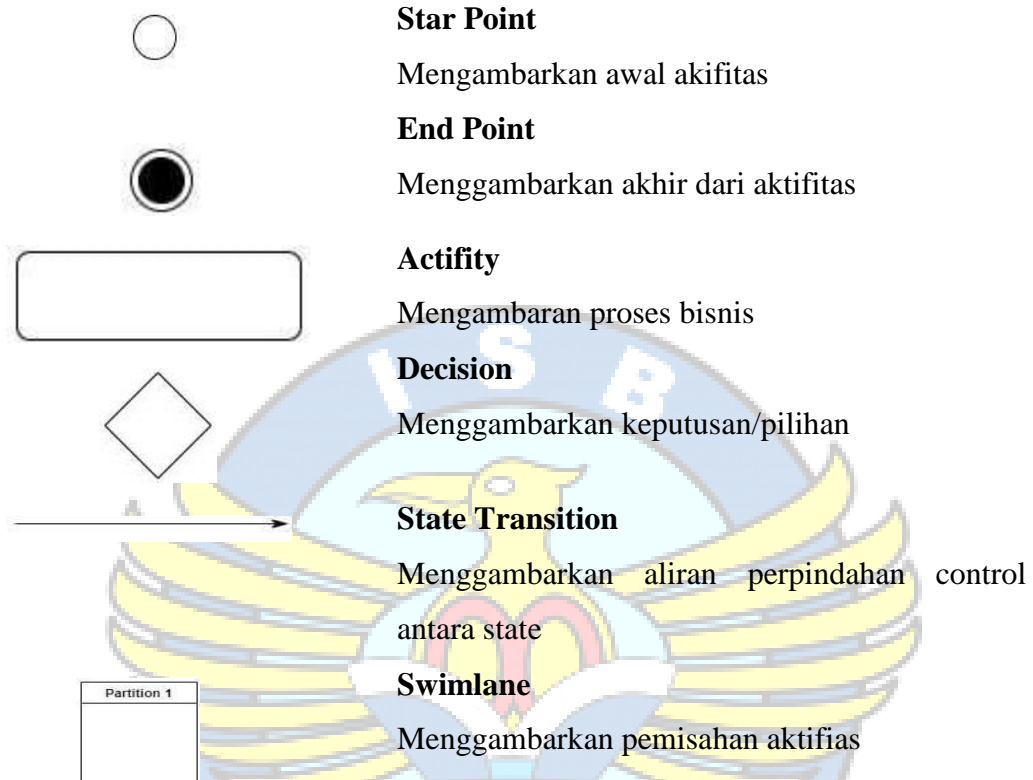 Star Point
Mengambarkan awal akifitas
End Point
Menggambarkan akhir dari aktifitas
Actifity
Mengambaran proses bisnis
I S B
Decision
Menggambarkan keputusan/pilihan
State Transition
Menggambarkan aliran perpindahan control
antara state
Partition 1
Swimlane
Menggambarkan pemisahan aktifias